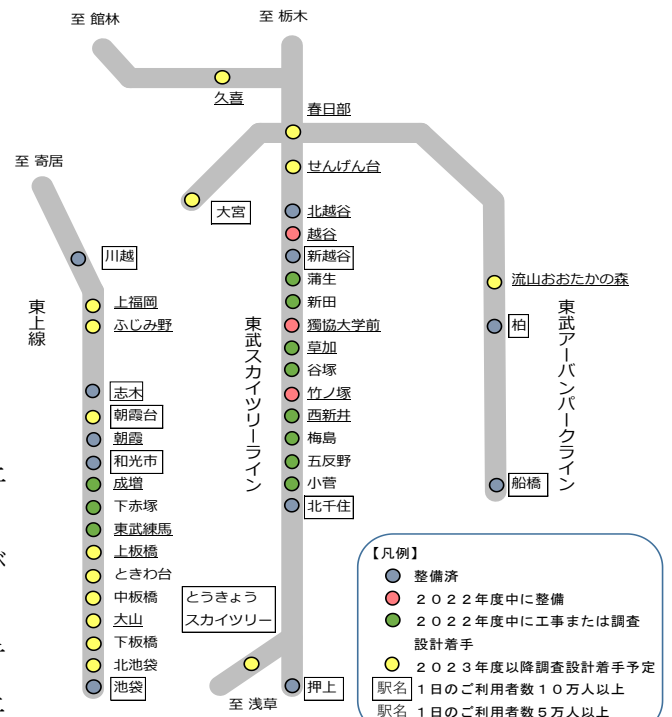 至 館林
至 栃木
久喜
春日部
至 寄居
せんげん台
大宮
北越谷
越谷
川越
新越谷
蒲生
流山おおたかの森
上福岡
新田
ふじみ野
東上線
獨協大学前
東武スカイツリーライン
柏
東武アーバンパークライン
草加
谷塚
志木
竹ノ塚
朝霞台
西新井
朝霞
梅島
和光市
五反野
成増
小菅
船橋
下赤塚
北千住
東武練馬
上板橋
ときわ台
中板橋
とうきょう
スカイツリー
大山
下板橋
北池袋
池袋
押上
至 浅草
【凡例】
整備済
２０２２年度中に整備
２０２２年度中に工事または調査
設計着手
２０２３年度以降調査設計着手予定
駅名 １日のご利用者数１０万人以上
駅名 １日のご利用者数５万人以上